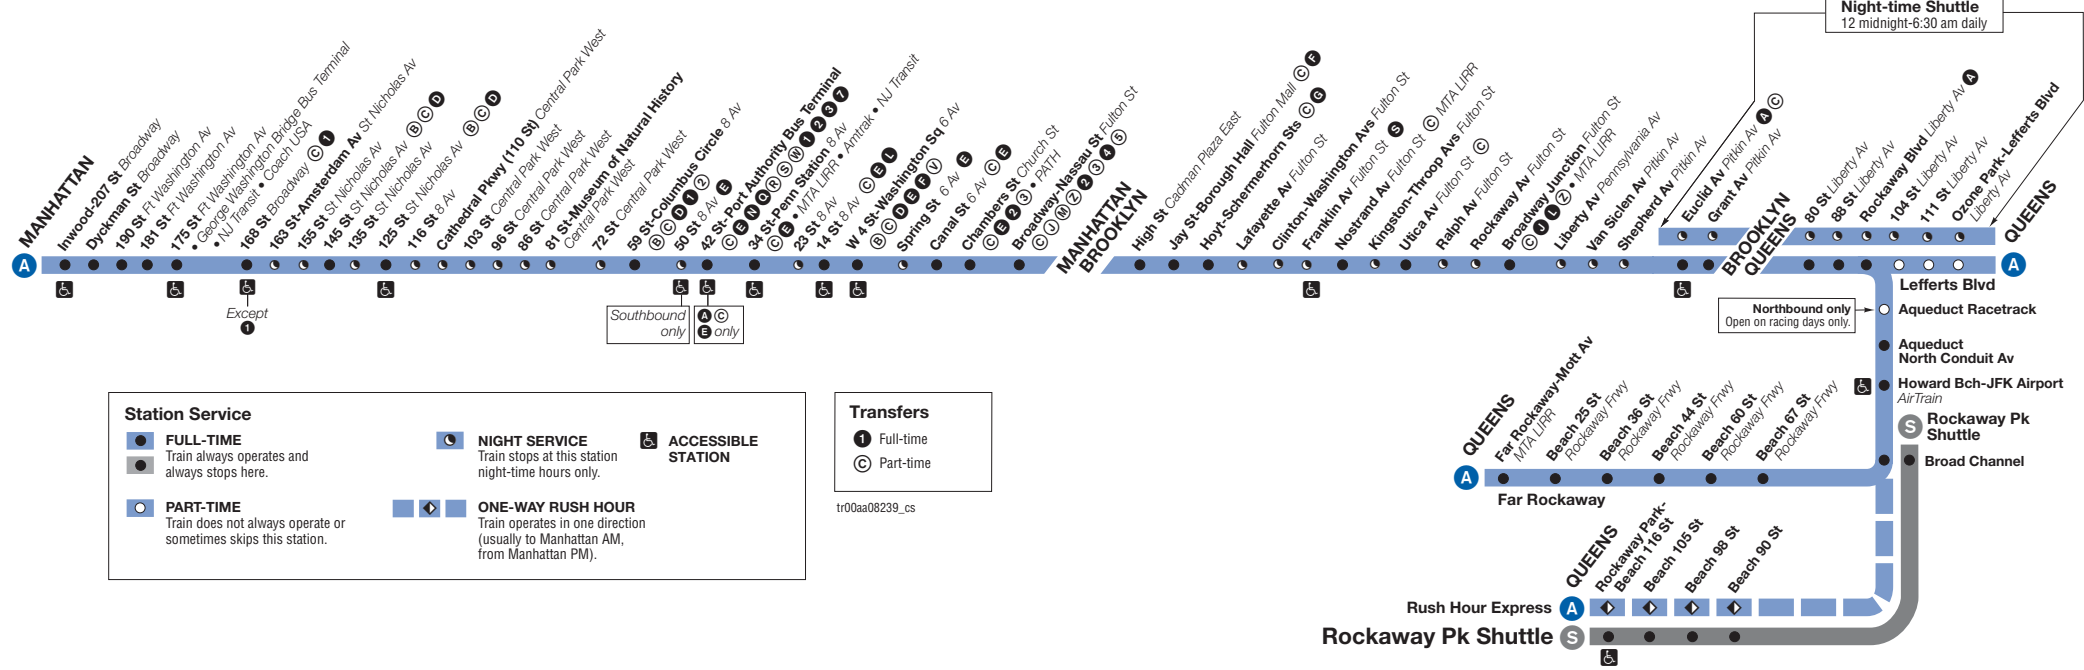 Night-time Shuttle
12 midnight-6:30 am daily
MANHATTAN
A
Inwood-207 St Broadway
Dyckman St Broadway
190 St Ft Washington Av
181 St Ft Washington Av
175 St Ft Washington Av
• George Washington Bridge Bus Terminal
• NJ Transit • Coach USA
168 St Broadway C 1
163 St-Amsterdam Av St Nicholas Av
155 St St Nicholas Av
145 St St Nicholas Av B C D
135 St St Nicholas Av
125 St St Nicholas Av B C D
116 St 8 Av
Cathedral Pkwy (110 St) Central Park West
103 St Central Park West
96 St Central Park West
86 St Central Park West
81 St-Museum of Natural History
Central Park West
72 St Central Park West
59 St-Columbus Circle 8 Av
B C D 1 2
50 St 8 Av E
42 St-Port Authority Bus Terminal
C E N Q R S W 1 2 3 7
34 St-Penn Station 8 Av
C E • MTA LIRR • Amtrak • NJ Transit
23 St 8 Av
14 St 8 Av C E L
W 4 St-Washington Sq 6 Av
B C D E F V
Spring St 6 Av E
Canal St 6 Av C E
Chambers St Church St
C E 2 3 • PATH
Broadway-Nassau St Fulton St
C J M Z 2 3 4 5
MANHATTAN
BROOKLYN
High St Cadman Plaza East
Jay St-Borough Hall Fulton Mall C F
Hoyt-Schermerhorn Sts C G
Lafayette Av Fulton St
Clinton-Washington Avs Fulton St
Franklin Av Fulton St S
Nostrand Av Fulton St C MTA LIRR
Kingston-Throop Avs Fulton St
Utica Av Fulton St C
Ralph Av Fulton St
Rockaway Av Fulton St
Broadway Junction Fulton St
C J L Z • MTA LIRR
Liberty Av Pennsylvania Av
Van Siclen Av Pitkin Av
Shepherd Av Pitkin Av
Euclid Av Pitkin Av A C
Grant Av Pitkin Av
BROOKLYN
QUEENS
80 St Liberty Av
88 St Liberty Av
Rockaway Blvd Liberty Av A
104 St Liberty Av
111 St Liberty Av
Ozone Park-Lefferts Blvd
Liberty Av
QUEENS
A
Lefferts Blvd
Except
1
Southbound
only
A C
E only
Northbound only
Open on racing days only.
Aqueduct Racetrack
Aqueduct
North Conduit Av
Howard Bch-JFK Airport
AirTrain
S Rockaway Pk
Shuttle
Broad Channel
QUEENS
A
Far Rockaway-Mott Av
MTA LIRR
Beach 25 St
Rockaway Frwy
Beach 36 St
Rockaway Frwy
Beach 44 St
Rockaway Frwy
Beach 60 St
Rockaway Frwy
Beach 67 St
Rockaway Frwy
Far Rockaway
QUEENS
Rockaway Park-
Beach 116 St
Beach 105 St
Beach 98 St
Beach 90 St
Rush Hour Express A
Rockaway Pk Shuttle S
Station Service
FULL-TIME
Train always operates and
always stops here.
PART-TIME
Train does not always operate or
sometimes skips this station.
NIGHT SERVICE
Train stops at this station
night-time hours only.
ONE-WAY RUSH HOUR
Train operates in one direction
(usually to Manhattan AM,
from Manhattan PM).
ACCESSIBLE
STATION
Transfers
1 Full-time
C Part-time
tr00aa08239_cs